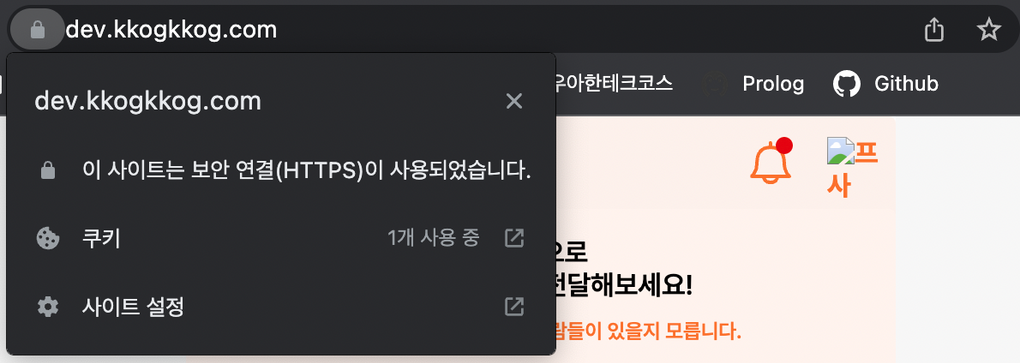 dev.kkogkkog.com
우아한테크코스 Prolog Github
dev.kkogkkog.com
이 사이트는 보안 연결(HTTPS)이 사용되었습니다.
쿠키 1개 사용 중
사이트 설정
프
사
으로
전달해보세요!
람들이 있을지 모릅니다.